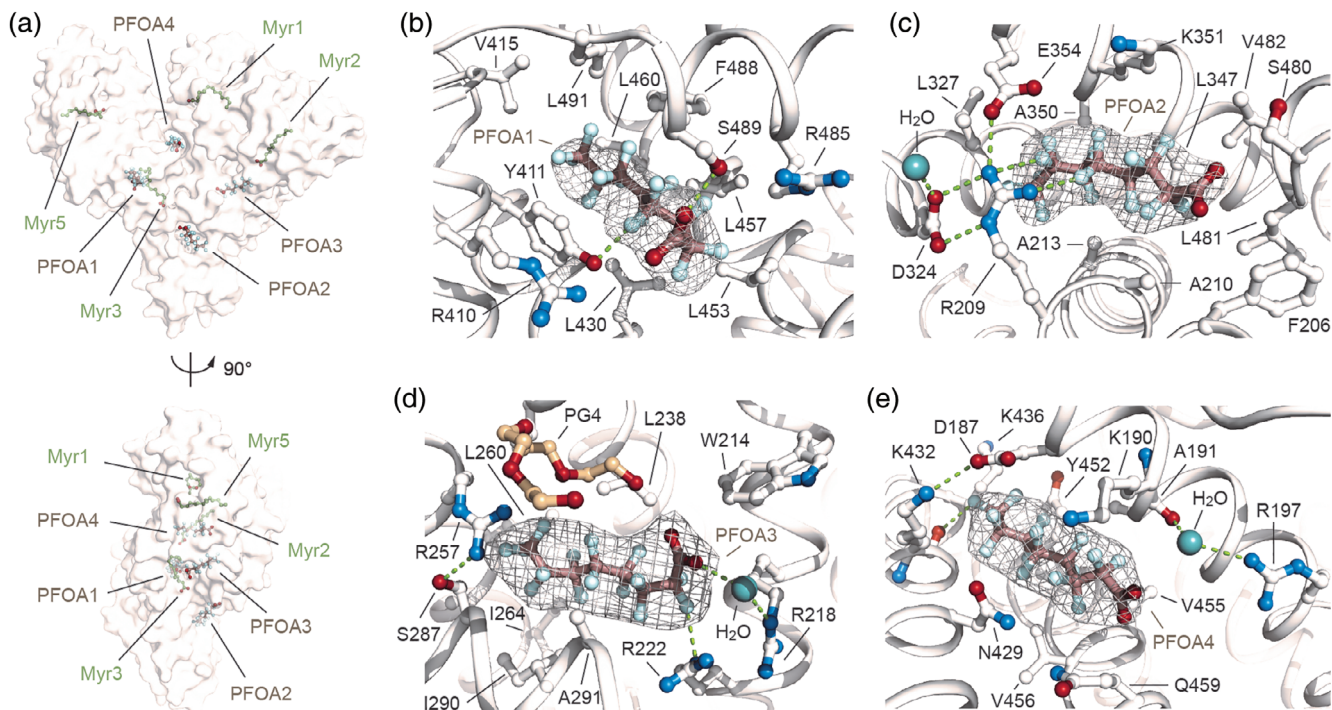 (a)
PFOA4
Myr1
Myr2
Myr5
PFOA1
Myr3
PFOA3
PFOA2
90°
Myr1
Myr5
PFOA4
Myr2
PFOA1
PFOA3
Myr3
PFOA2
(b)
V415
L491
L460
F488
PFOA1
S489
R485
Y411
L457
R410
L430
L453
(c)
E354
K351
V482
S480
L327
L347
H₂O
A350
PFOA2
D324
A213
L481
R209
A210
F206
(d)
PG4
L238
L260
W214
R257
PFOA3
S287
I264
H₂O
R218
R222
I290
A291
(e)
D187
K436
K432
Y452
K190
A191
H₂O
R197
V455
PFOA4
N429
V456
Q459